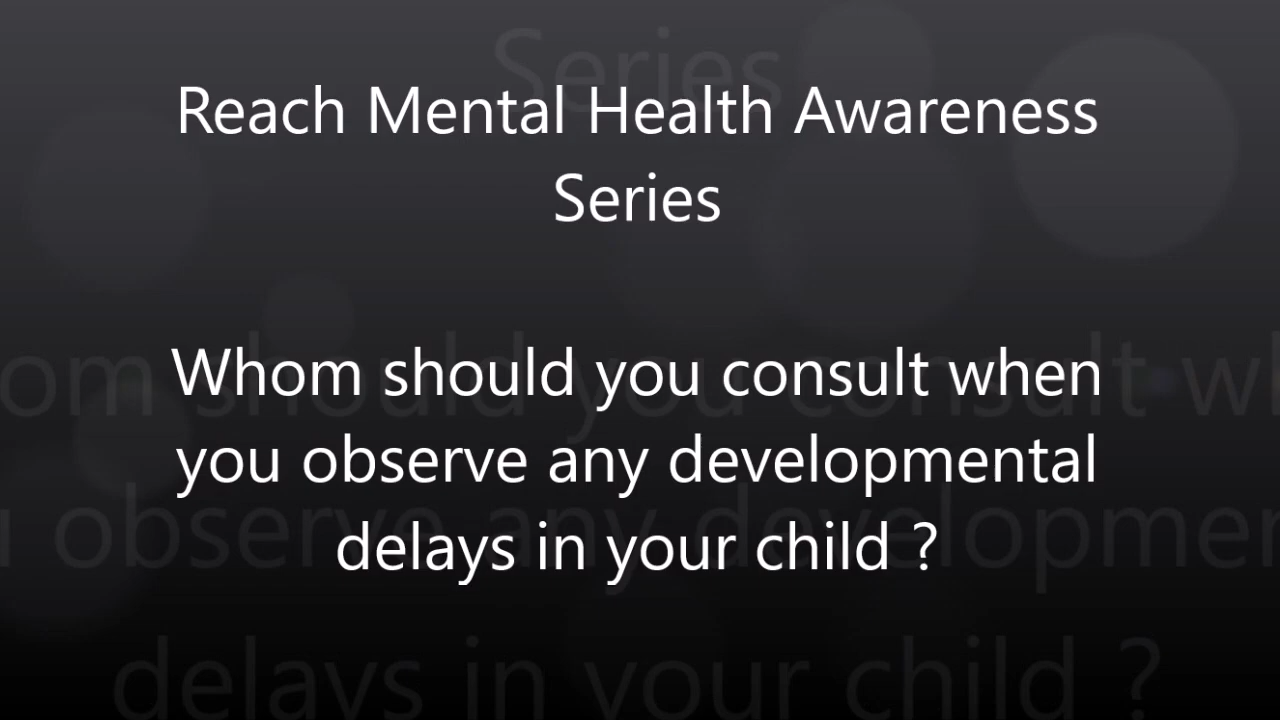 Reach Mental Health Awareness
Series
Whom should you consult when
you observe any developmental
delays in your child ?